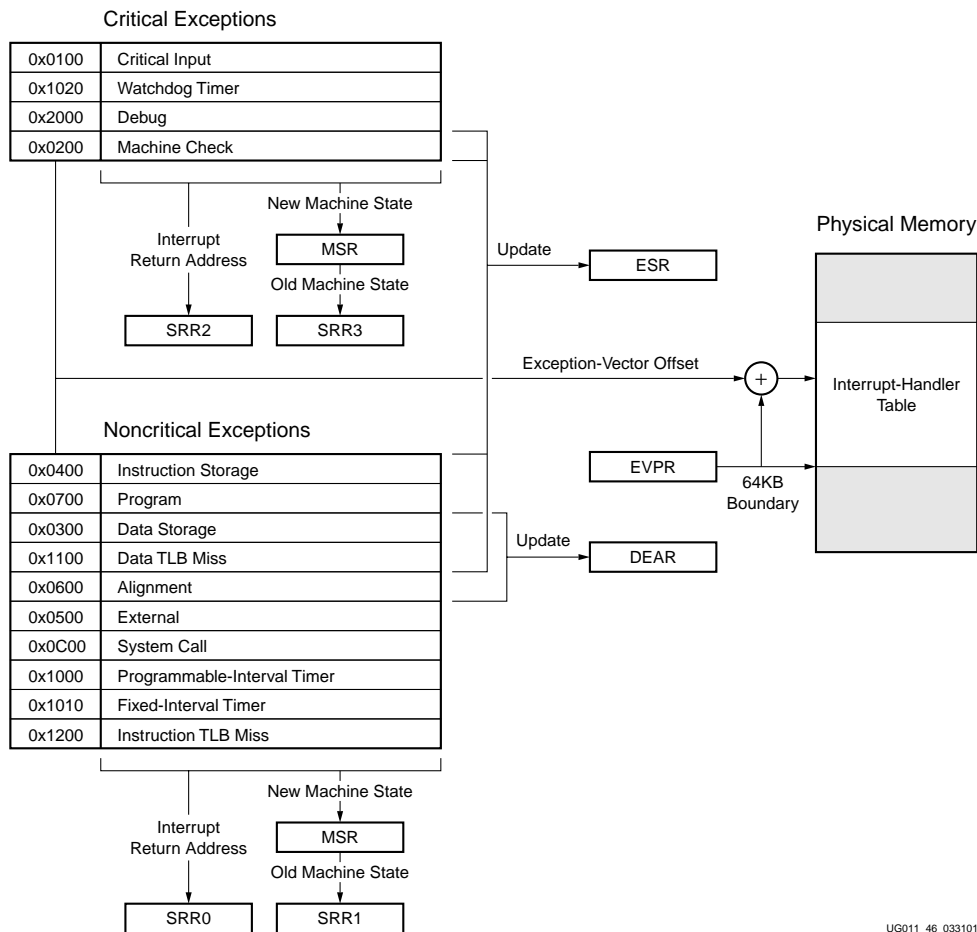 Critical Exceptions
0x0100 Critical Input
0x1020 Watchdog Timer
0x2000 Debug
0x0200 Machine Check
New Machine State
Interrupt
Return Address
MSR
Old Machine State
SRR2
SRR3
Update
ESR
Physical Memory
Exception-Vector Offset
+
Interrupt-Handler
Table
EVPR
64KB
Boundary
Update
DEAR
Noncritical Exceptions
0x0400 Instruction Storage
0x0700 Program
0x0300 Data Storage
0x1100 Data TLB Miss
0x0600 Alignment
0x0500 External
0x0C00 System Call
0x1000 Programmable-Interval Timer
0x1010 Fixed-Interval Timer
0x1200 Instruction TLB Miss
New Machine State
Interrupt
Return Address
MSR
Old Machine State
SRR0
SRR1
UG011_46_033101